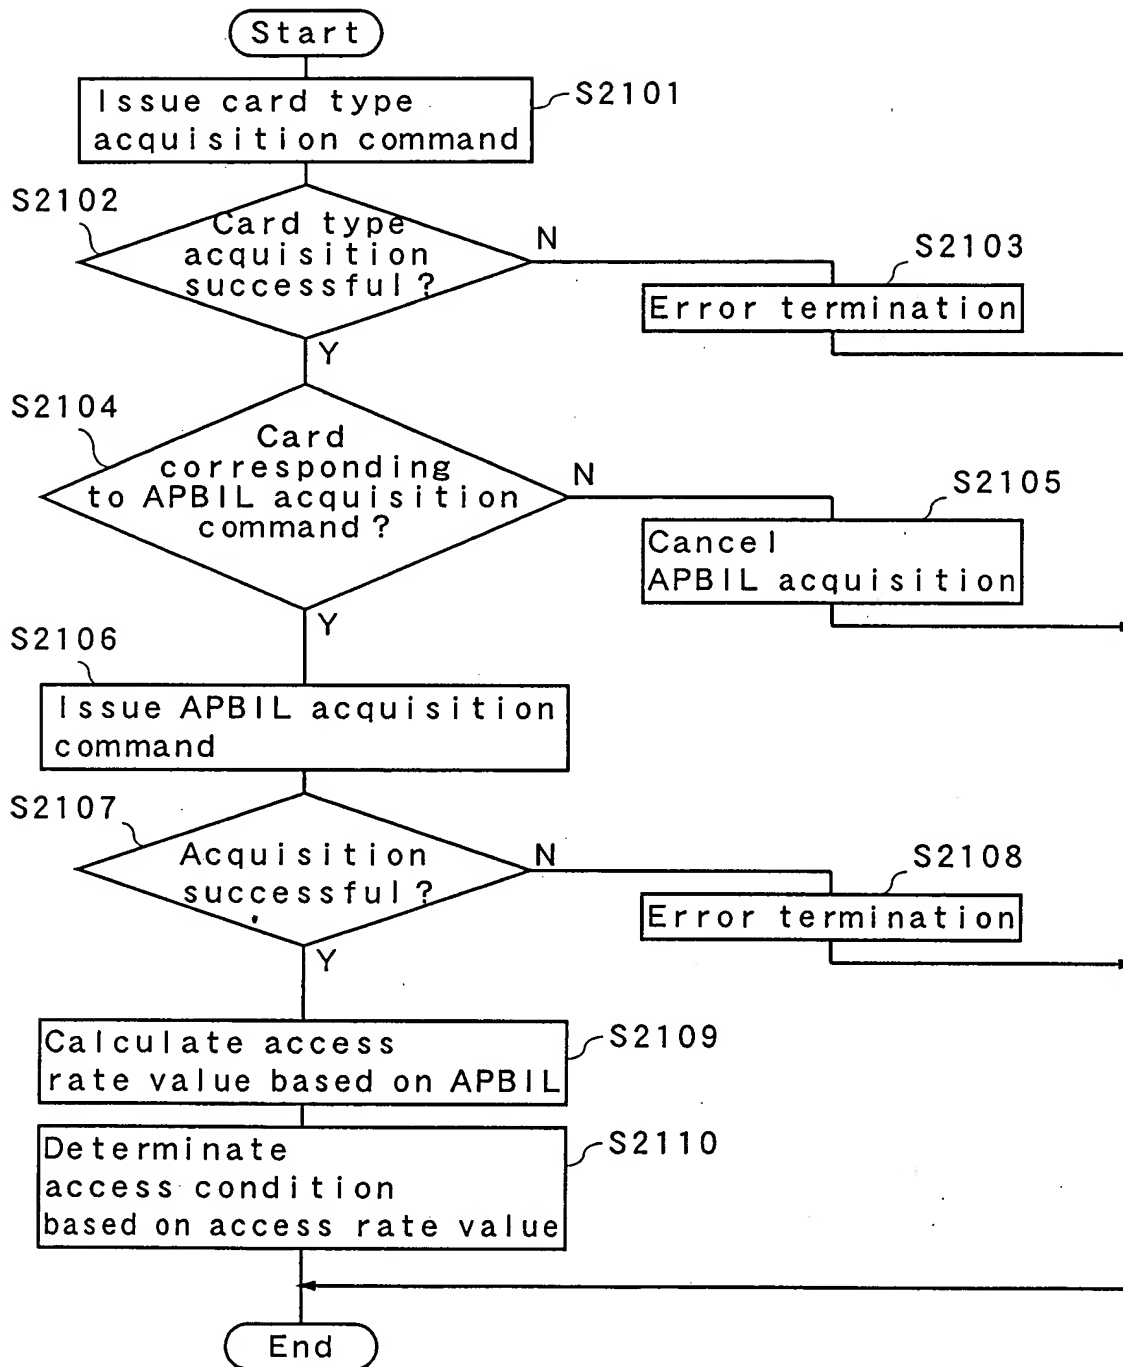 Start
Issue card type
acquisition command
S2101
S2102
Card type
acquisition
successful?
N
S2103
Error termination
Y
S2104
Card
corresponding
to APBIL acquisition
command?
N
S2105
Cancel
APBIL acquisition
Y
S2106
Issue APBIL acquisition
command
S2107
Acquisition
successful?
N
S2108
Error termination
Y
Calculate access
rate value based on APBIL
S2109
Determinate
access condition
based on access rate value
S2110
End